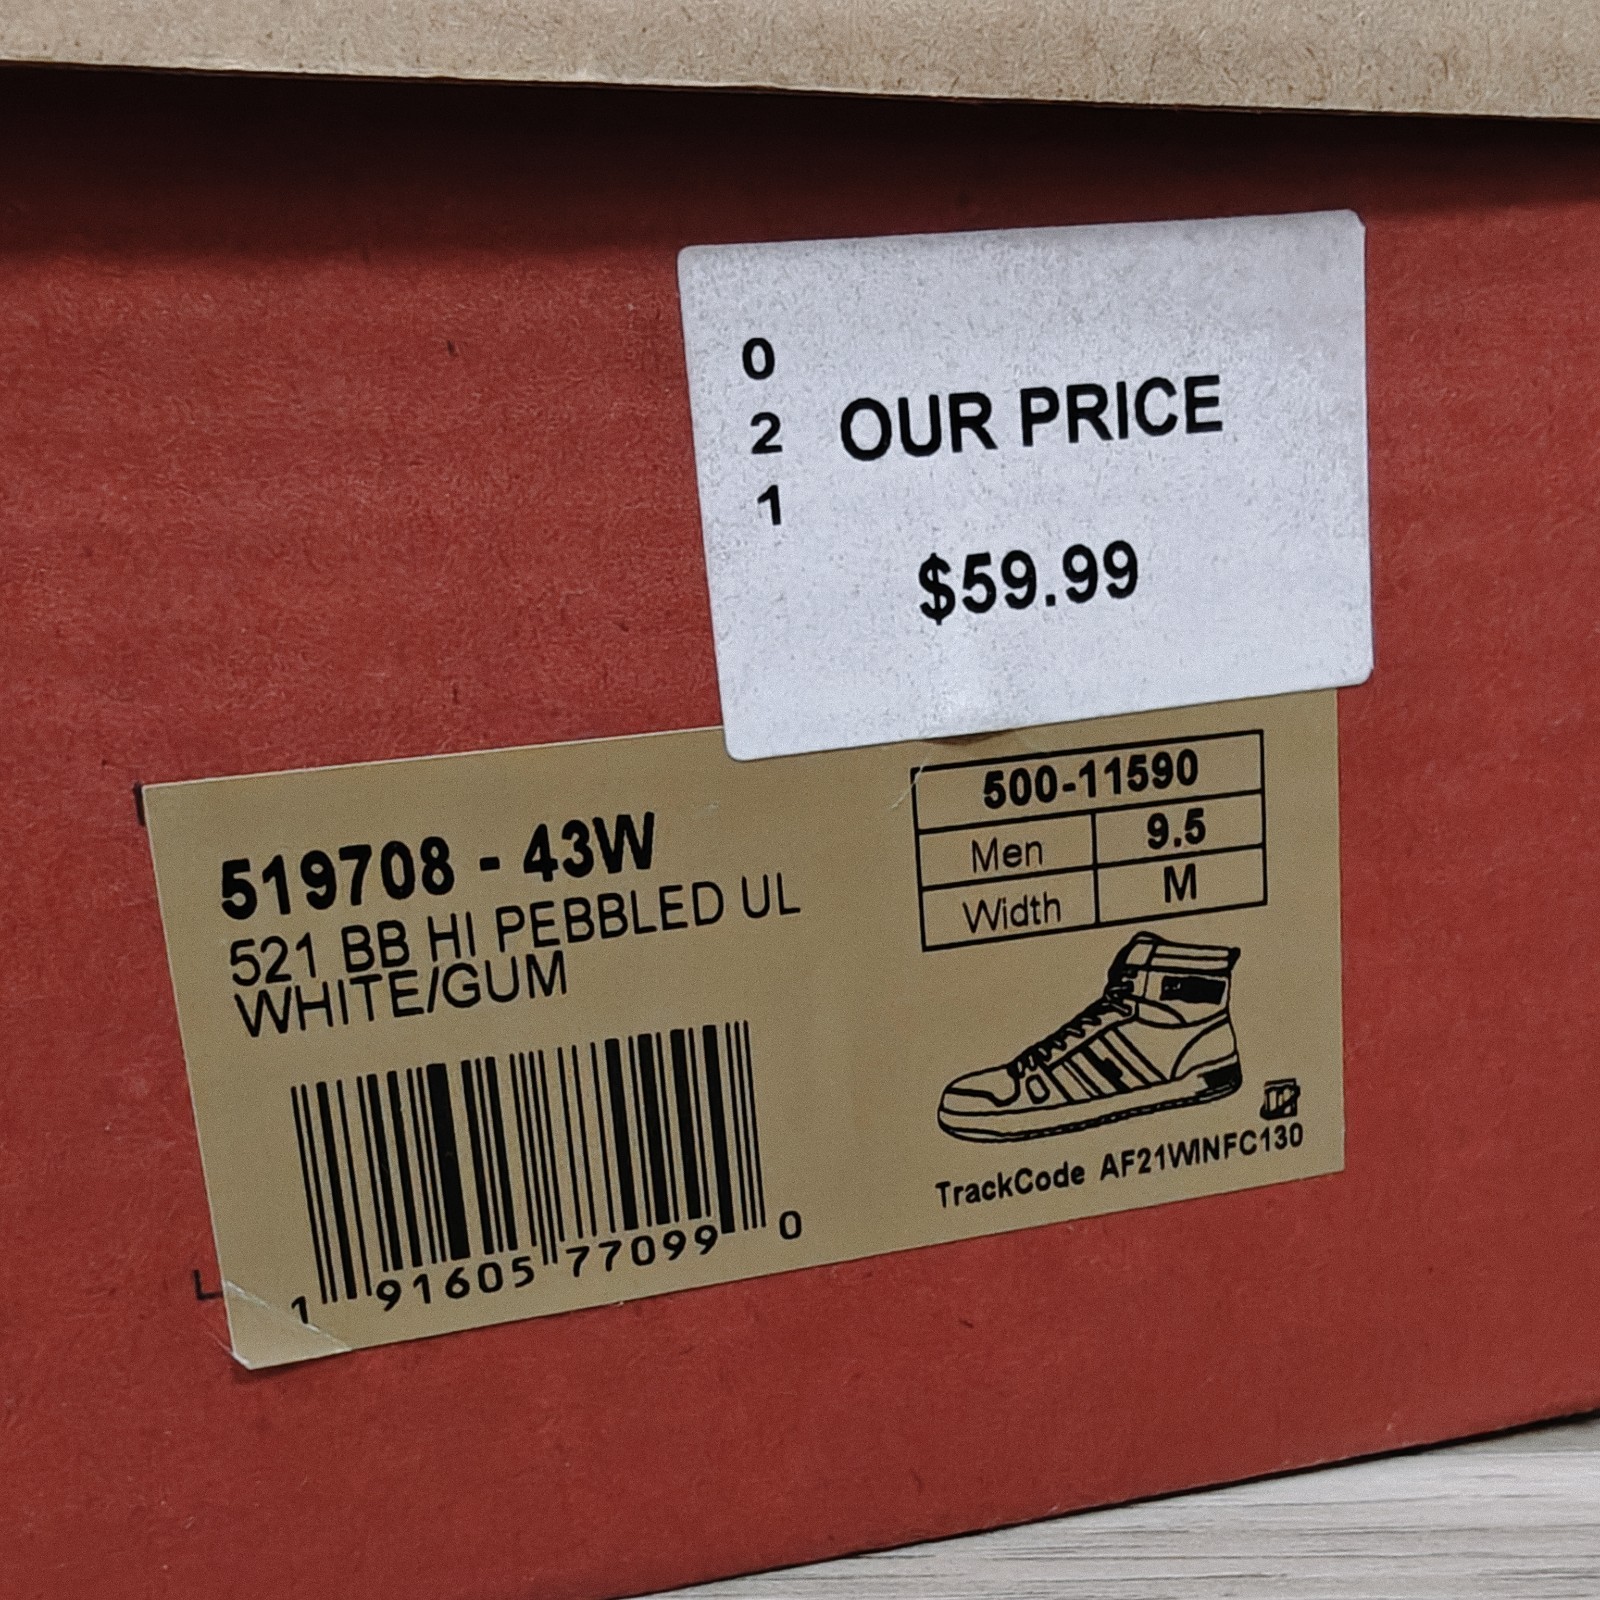 0
2
1
OUR PRICE
$59.99
519708 - 43W
521 BB HI PEBBLED UL
WHITE/GUM
1 91605 77099 0
500-11590
Men 9.5
Width M
TrackCode AF21WINFC130